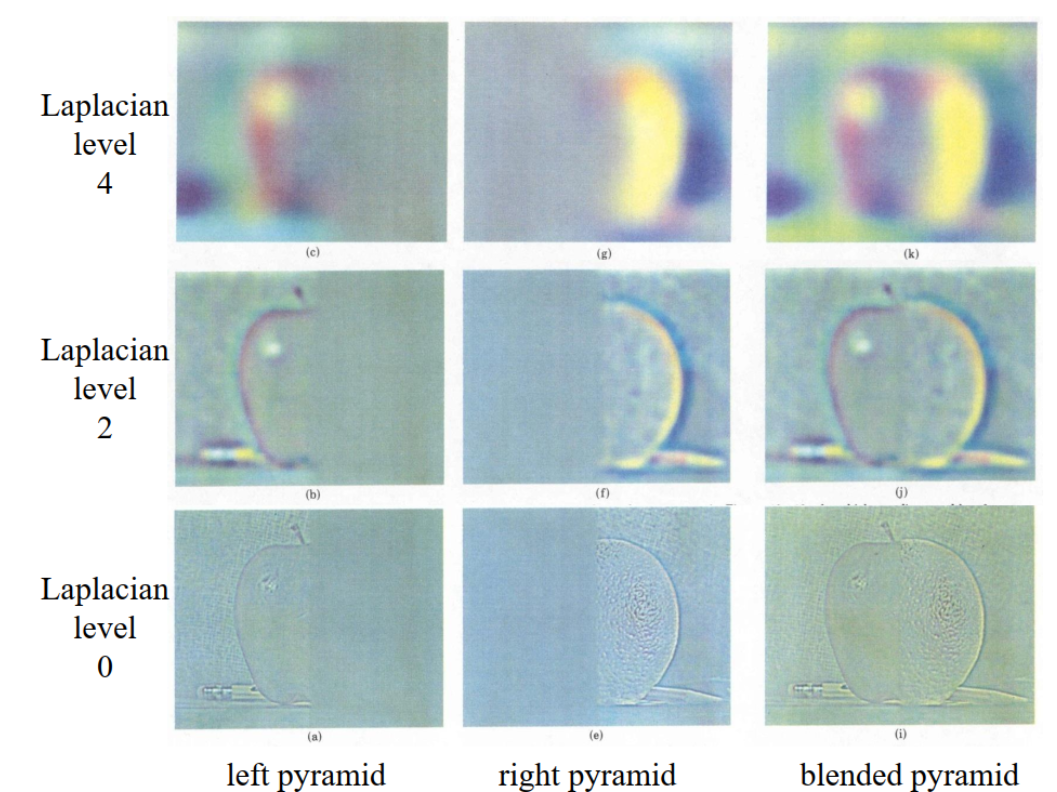 Laplacian
level
4
(c)
(g)
(k)
Laplacian
level
2
(b)
(f)
(j)
Laplacian
level
0
(a)
(e)
(i)
left pyramid
right pyramid
blended pyramid